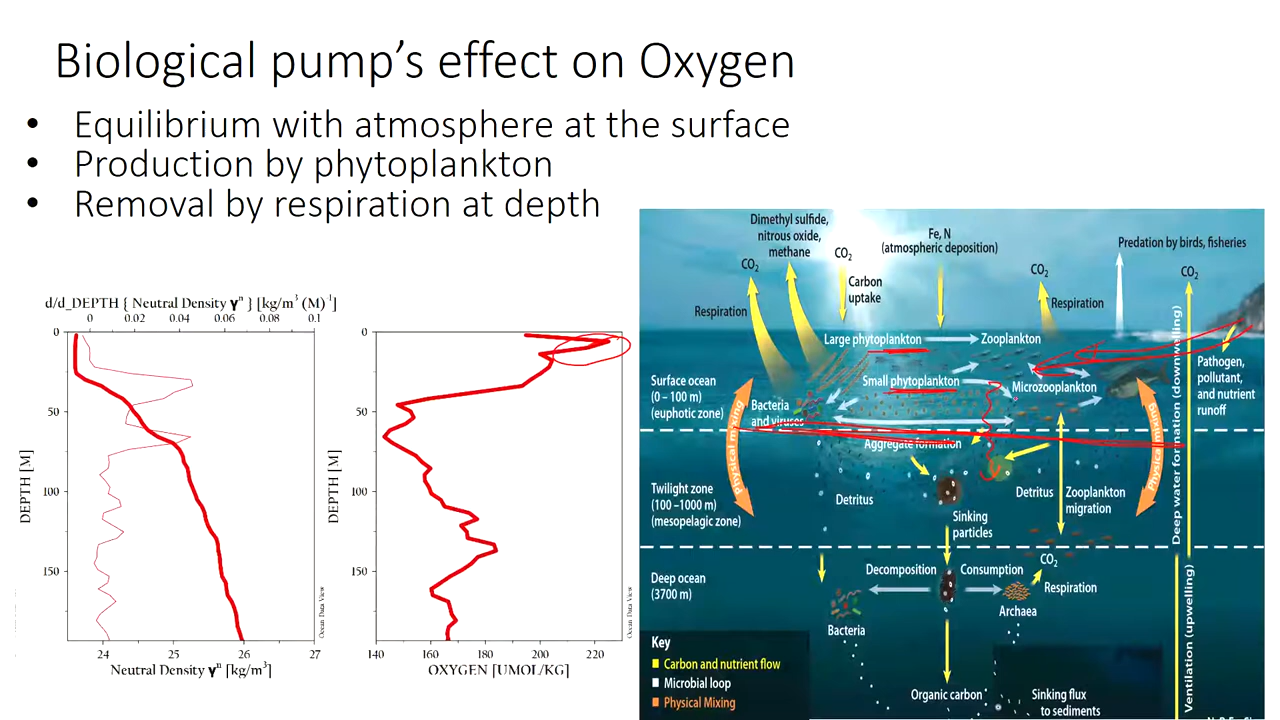 Biological pump’s effect on Oxygen
• Equilibrium with atmosphere at the surface
• Production by phytoplankton
• Removal by respiration at depth
d/d_DEPTH { Neutral Density γⁿ } [kg/m³ (M)⁻¹]
0 0.02 0.04 0.06 0.08 0.1
0
50
100
150
DEPTH [M]
24 25 26 27
Neutral Density γⁿ [kg/m³]
Ocean Data View
0
50
100
150
DEPTH [M]
140 160 180 200 220
OXYGEN [UMOL/KG]
Ocean Data View
Dimethyl sulfide,
nitrous oxide,
methane
CO₂
Respiration
CO₂
Carbon
uptake
Fe, N
(atmospheric deposition)
CO₂
Respiration
Predation by birds, fisheries
CO₂
Large phytoplankton
Zooplankton
Small phytoplankton
Microzooplankton
Pathogen,
pollutant,
and nutrient
runoff
Surface ocean
(0 – 100 m)
(euphotic zone)
Bacteria
and viruses
Physical mixing
Aggregate formation
Physical mixing
Deep water formation (downwelling)
Twilight zone
(100 –1000 m)
(mesopelagic zone)
Detritus
Detritus
Zooplankton
migration
Sinking
particles
Deep ocean
(3700 m)
Decomposition
Consumption
CO₂
Respiration
Bacteria
Archaea
Ventilation (upwelling)
Key
Carbon and nutrient flow
Microbial loop
Physical Mixing
Organic carbon
Sinking flux
to sediments